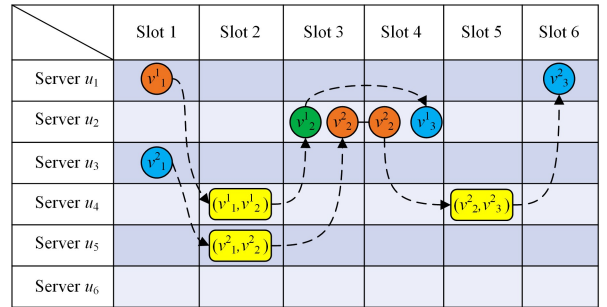 Slot 1 Slot 2 Slot 3 Slot 4 Slot 5 Slot 6
Server u₁ v¹₁ v²₃
Server u₂ v¹₂ v²₂ v²₂ v¹₃
Server u₃ v²₁
Server u₄ (v¹₁,v¹₂) (v²₂,v²₃)
Server u₅ (v²₁,v²₂)
Server u₆